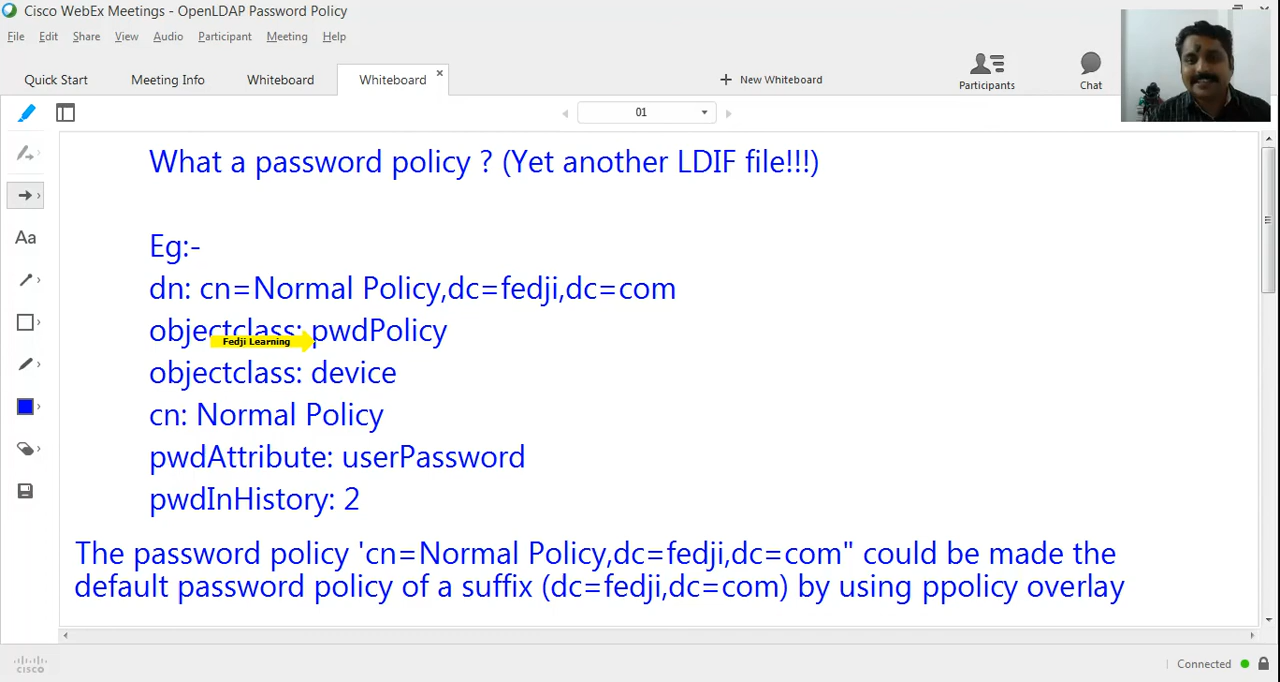 Cisco WebEx Meetings - OpenLDAP Password Policy
File Edit Share View Audio Participant Meeting Help
Quick Start Meeting Info Whiteboard Whiteboard × + New Whiteboard Participants Chat
01
What a password policy ? (Yet another LDIF file!!!)
Aa
Eg:-
dn: cn=Normal Policy,dc=fedji,dc=com
objectclass: pwdPolicy
Fedji Learning
objectclass: device
cn: Normal Policy
pwdAttribute: userPassword
pwdInHistory: 2
The password policy 'cn=Normal Policy,dc=fedji,dc=com" could be made the
default password policy of a suffix (dc=fedji,dc=com) by using ppolicy overlay
CISCO
Connected